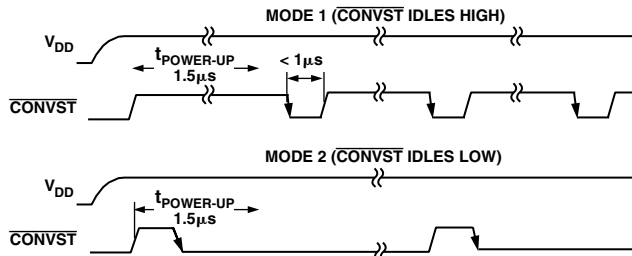 MODE 1 (CONVST IDLES HIGH)
VDD
tPOWER-UP
1.5µs
< 1µs
CONVST
MODE 2 (CONVST IDLES LOW)
VDD
tPOWER-UP
1.5µs
CONVST